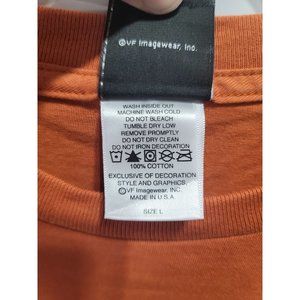 ©VF Imagewear, Inc.
WASH INSIDE OUT
MACHINE WASH COLD
DO NOT BLEACH
TUMBLE DRY LOW
REMOVE PROMPTLY
DO NOT DRY CLEAN
DO NOT IRON DECORATION
100% COTTON
EXCLUSIVE OF DECORATION
STYLE AND GRAPHICS,
©VF Imagewear, INC.
MADE IN U.S.A
SIZE L